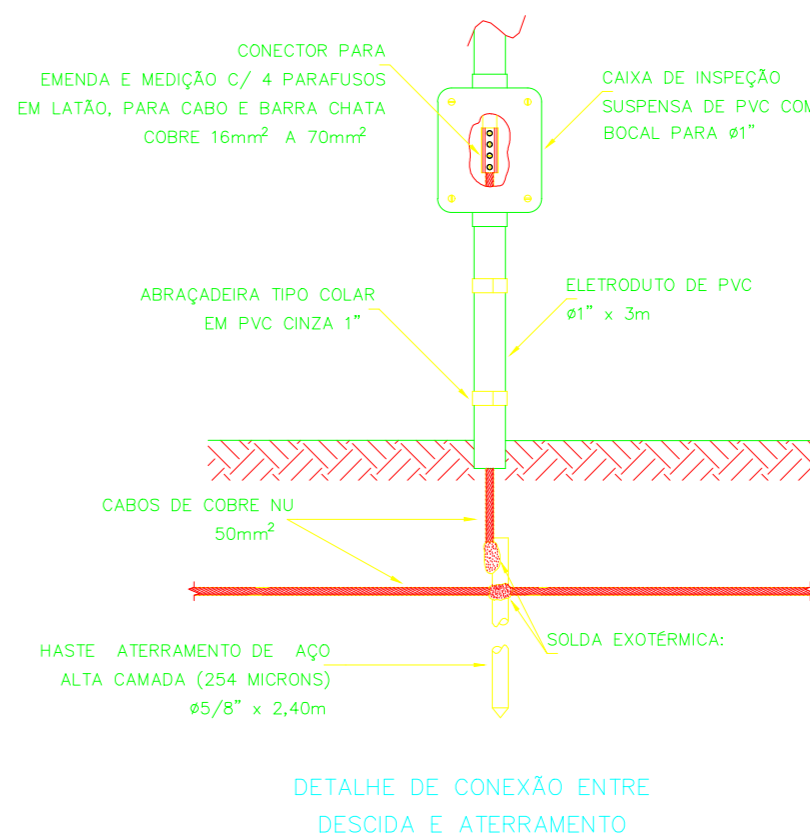 CONECTOR PARA
EMENDA E MEDIÇÃO C/ 4 PARAFUSOS
EM LATÃO, PARA CABO E BARRA CHATA
COBRE 16mm² A 70mm²
CAIXA DE INSPEÇÃO
SUSPENSA DE PVC COM
BOCAL PARA ø1"
ABRAÇADEIRA TIPO COLAR
EM PVC CINZA 1"
ELETRODUTO DE PVC
ø1" x 3m
CABOS DE COBRE NU
50mm²
SOLDA EXOTÉRMICA:
HASTE ATERRAMENTO DE AÇO
ALTA CAMADA (254 MICRONS)
ø5/8" x 2,40m
DETALHE DE CONEXÃO ENTRE
DESCIDA E ATERRAMENTO